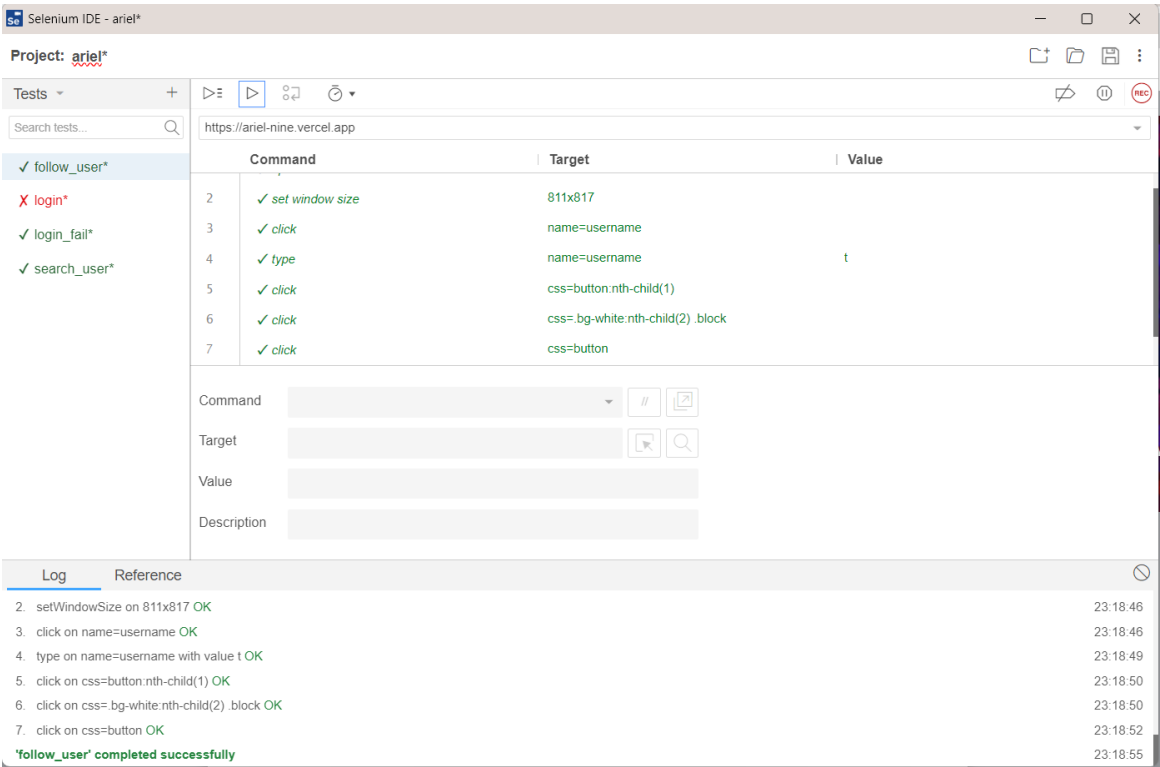 Selenium IDE - ariel*
Project: ariel*
Tests
https://ariel-nine.vercel.app
Search tests...
Command Target Value
follow_user*
login*
login_fail*
search_user*
2 ✓ set window size 811x817
3 ✓ click name=username
4 ✓ type name=username t
5 ✓ click css=button:nth-child(1)
6 ✓ click css=.bg-white:nth-child(2) .block
7 ✓ click css=button
Command //
Target
Value
Description
Log Reference
2. setWindowSize on 811x817 OK 23:18:46
3. click on name=username OK 23:18:46
4. type on name=username with value t OK 23:18:49
5. click on css=button:nth-child(1) OK 23:18:50
6. click on css=.bg-white:nth-child(2) .block OK 23:18:50
7. click on css=button OK 23:18:52
'follow_user' completed successfully 23:18:55
Se
REC